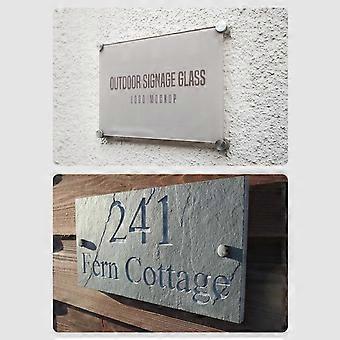 OUTDOOR SIGNAGE GLASS
LOGO MOCKUP
241
Fern Cottage